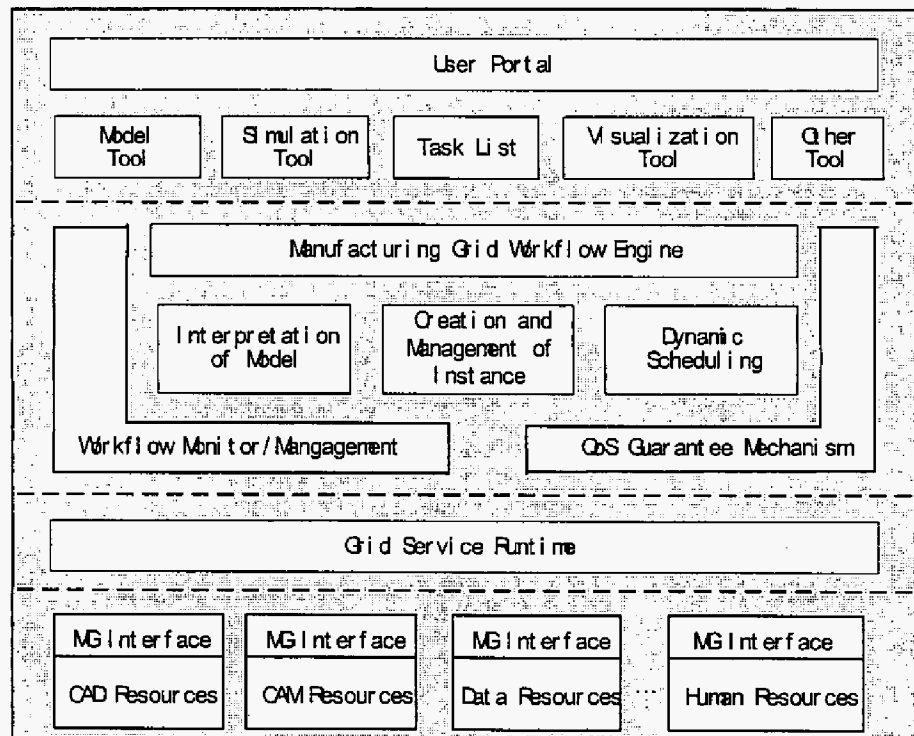 User Portal
Model
Tool
Simulation
Tool
Task List
Visualization
Tool
Other
Tool
Manufacturing Grid Workflow Engine
Interpretation
of Model
Creation and
Management of
Instance
Dynamic
Scheduling
Workflow Monitor/Mangagement
QoS Guarantee Mechanism
Grid Service Runtime
MG Interface
CAD Resources
MG Interface
CAM Resources
MG Interface
Data Resources
...
MG Interface
Human Resources